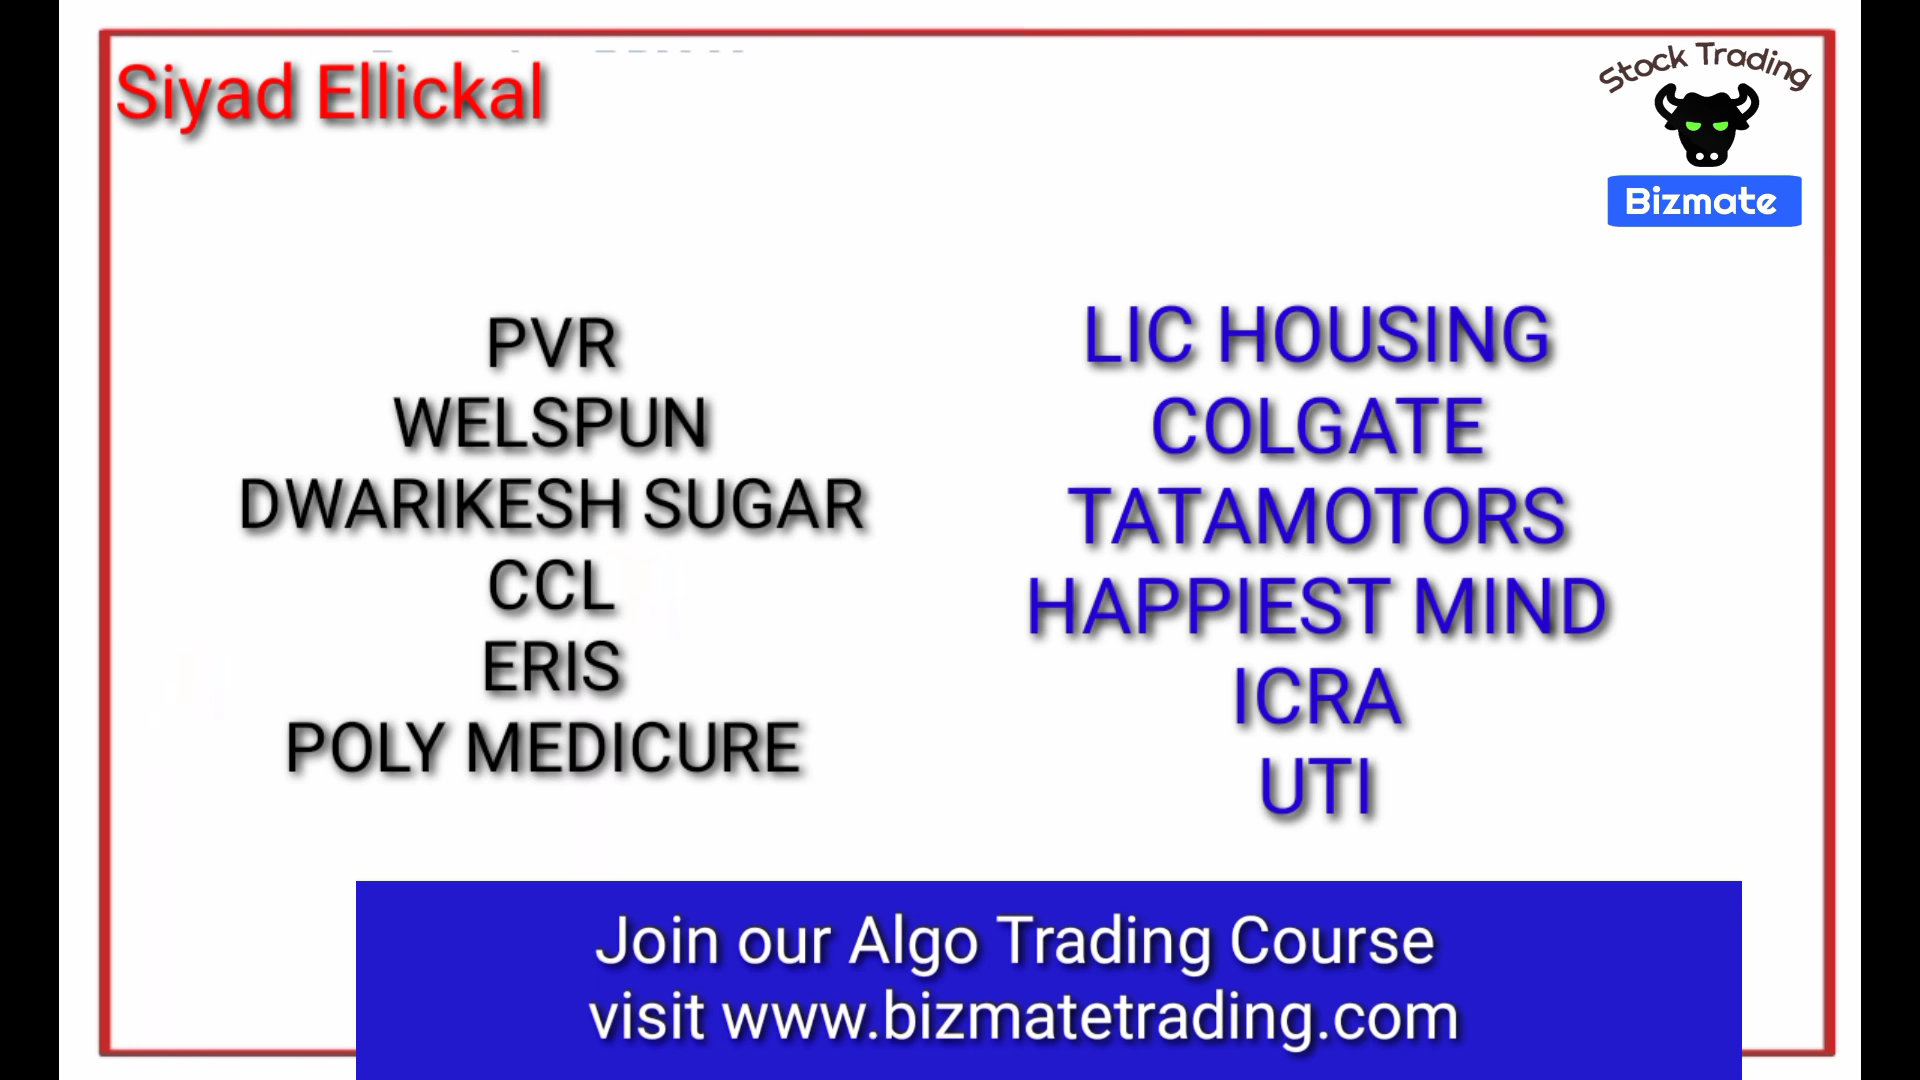 Siyad Ellickal
Stock Trading
Bizmate
PVR
WELSPUN
DWARIKESH SUGAR
CCL
ERIS
POLY MEDICURE
LIC HOUSING
COLGATE
TATAMOTORS
HAPPIEST MIND
ICRA
UTI
Join our Algo Trading Course
visit www.bizmatetrading.com